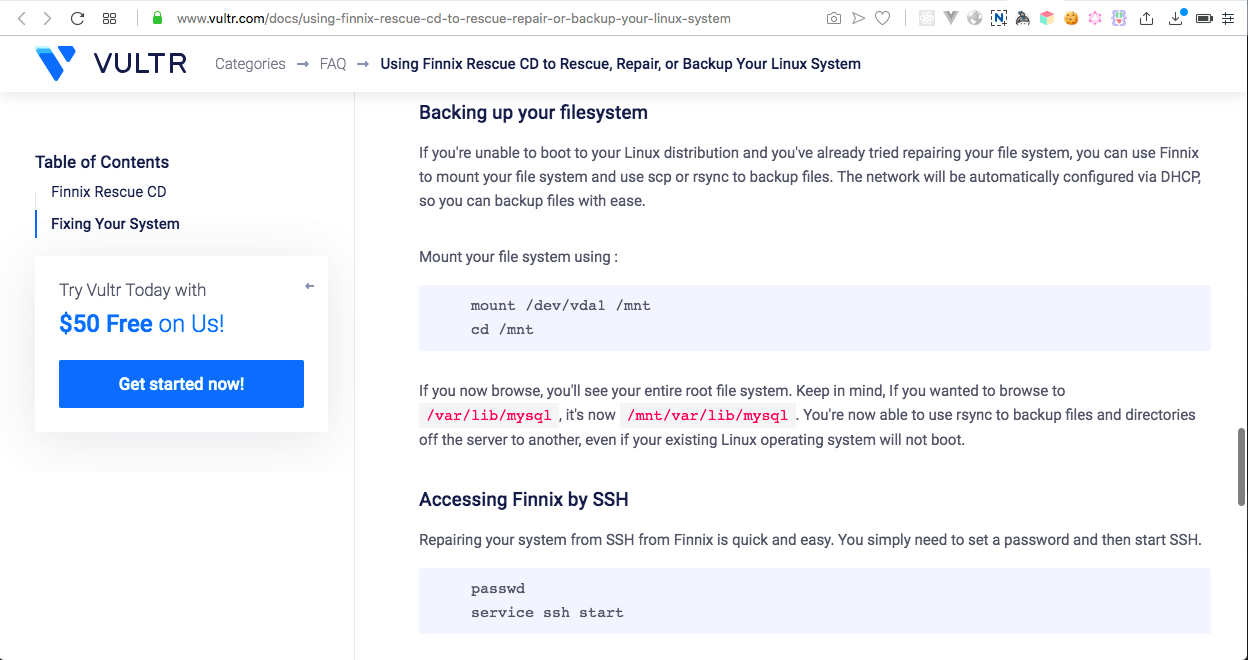 www.vultr.com/docs/using-finnix-rescue-cd-to-rescue-repair-or-backup-your-linux-system
VULTR
Categories → FAQ → Using Finnix Rescue CD to Rescue, Repair, or Backup Your Linux System
Table of Contents
Finnix Rescue CD
Fixing Your System
Try Vultr Today with
$50 Free on Us!
Get started now!
Backing up your filesystem
If you're unable to boot to your Linux distribution and you've already tried repairing your file system, you can use Finnix
to mount your file system and use scp or rsync to backup files. The network will be automatically configured via DHCP,
so you can backup files with ease.
Mount your file system using :
mount /dev/vda1 /mnt
cd /mnt
If you now browse, you'll see your entire root file system. Keep in mind, If you wanted to browse to
/var/lib/mysql , it's now /mnt/var/lib/mysql . You're now able to use rsync to backup files and directories
off the server to another, even if your existing Linux operating system will not boot.
Accessing Finnix by SSH
Repairing your system from SSH from Finnix is quick and easy. You simply need to set a password and then start SSH.
passwd
service ssh start